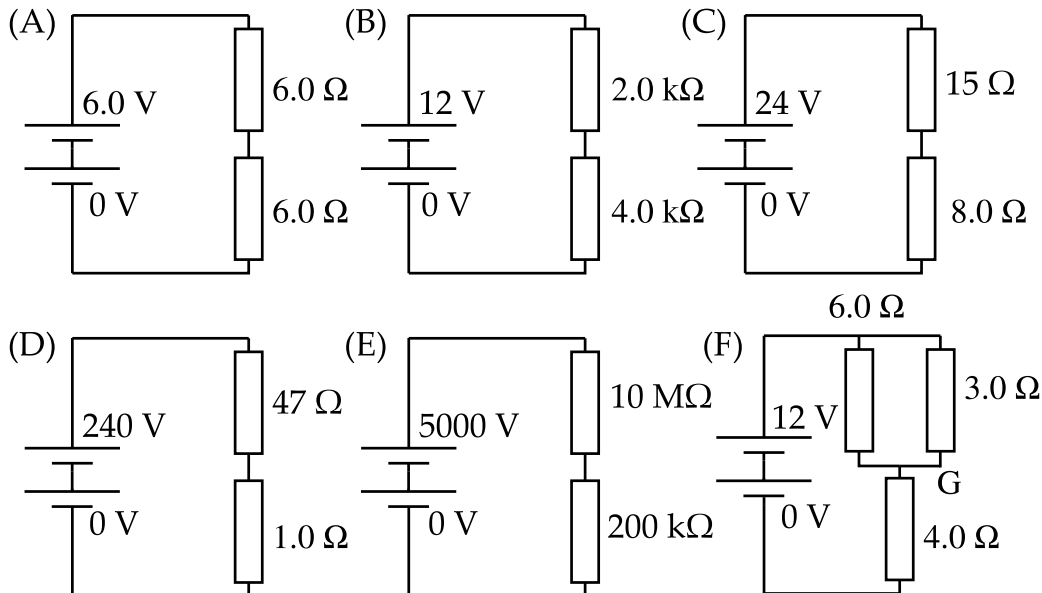 (A)
6.0 V
0 V
6.0 Ω
6.0 Ω
(B)
12 V
0 V
2.0 kΩ
4.0 kΩ
(C)
24 V
0 V
15 Ω
8.0 Ω
(D)
240 V
0 V
47 Ω
1.0 Ω
(E)
5000 V
0 V
10 MΩ
200 kΩ
(F)
6.0 Ω
12 V
0 V
3.0 Ω
G
4.0 Ω